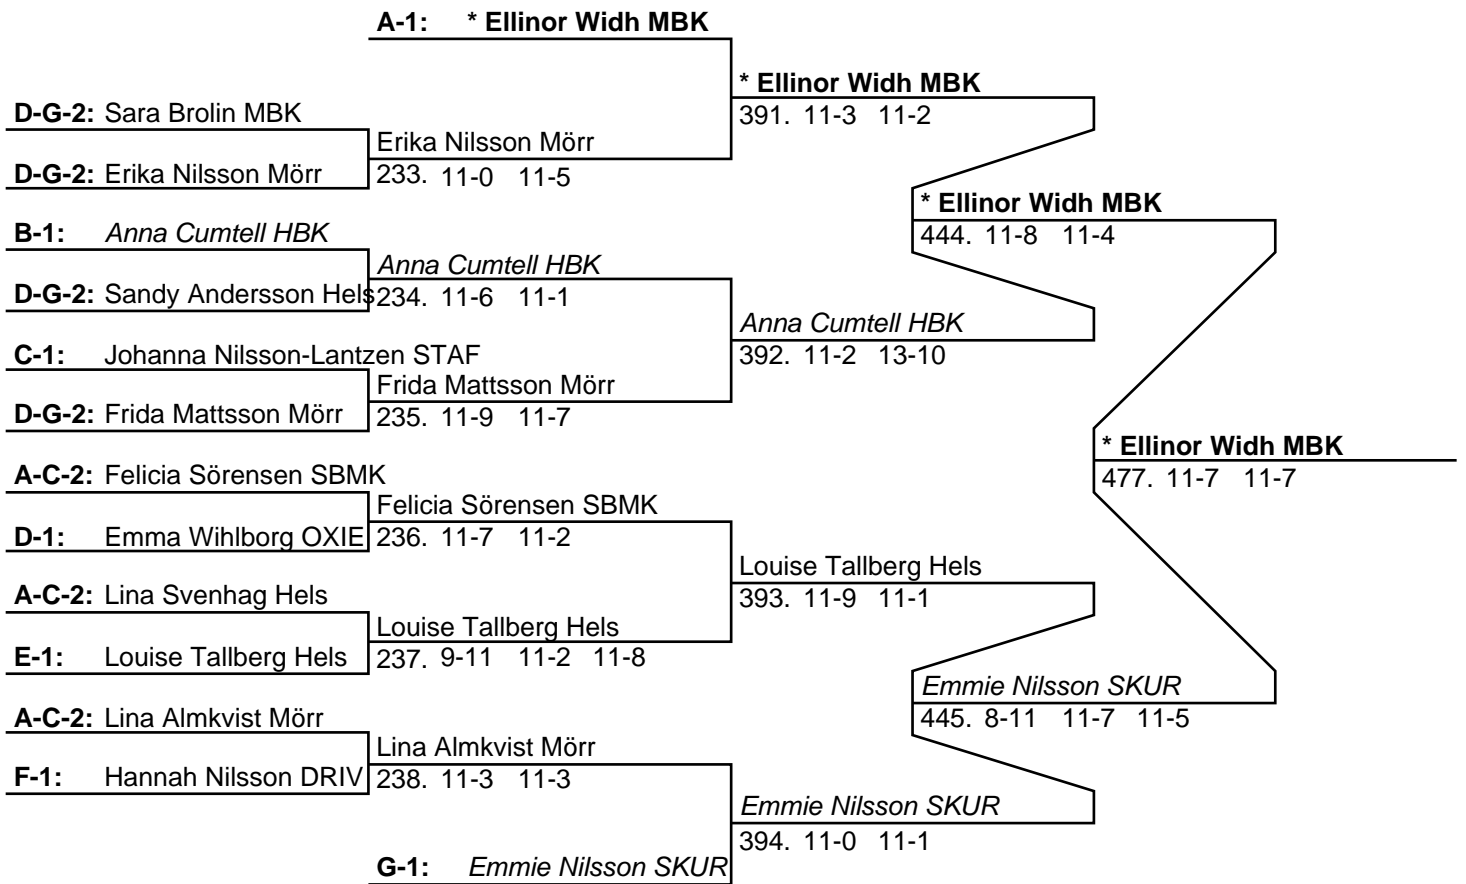 A-1: * Ellinor Widh MBK
* Ellinor Widh MBK
D-G-2: Sara Brolin MBK
391. 11-3 11-2
Erika Nilsson Mörr
D-G-2: Erika Nilsson Mörr
233. 11-0 11-5
* Ellinor Widh MBK
B-1: Anna Cumtell HBK
444. 11-8 11-4
Anna Cumtell HBK
D-G-2: Sandy Andersson Hels
234. 11-6 11-1
Anna Cumtell HBK
C-1: Johanna Nilsson-Lantzen STAF
392. 11-2 13-10
Frida Mattsson Mörr
D-G-2: Frida Mattsson Mörr
235. 11-9 11-7
* Ellinor Widh MBK
A-C-2: Felicia Sörensen SBMK
477. 11-7 11-7
Felicia Sörensen SBMK
D-1: Emma Wihlborg OXIE
236. 11-7 11-2
Louise Tallberg Hels
A-C-2: Lina Svenhag Hels
393. 11-9 11-1
Louise Tallberg Hels
E-1: Louise Tallberg Hels
237. 9-11 11-2 11-8
Emmie Nilsson SKUR
A-C-2: Lina Almkvist Mörr
445. 8-11 11-7 11-5
Lina Almkvist Mörr
F-1: Hannah Nilsson DRIV
238. 11-3 11-3
Emmie Nilsson SKUR
394. 11-0 11-1
G-1: Emmie Nilsson SKUR